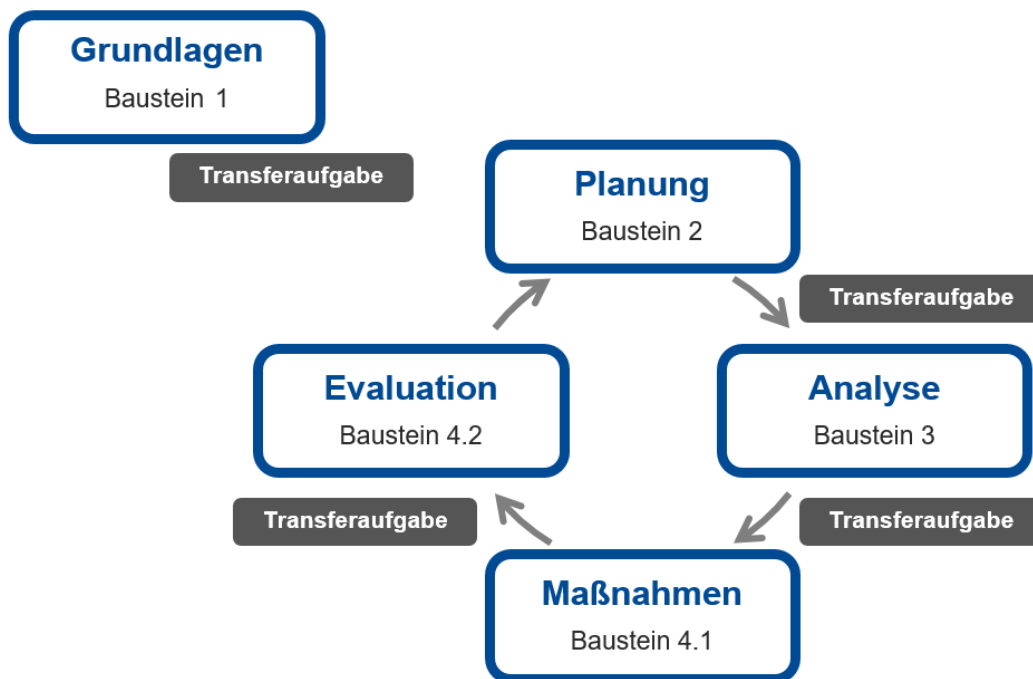 Grundlagen
Baustein 1
Transferaufgabe
Planung
Baustein 2
Transferaufgabe
Evaluation
Baustein 4.2
Analyse
Baustein 3
Transferaufgabe
Transferaufgabe
Maßnahmen
Baustein 4.1